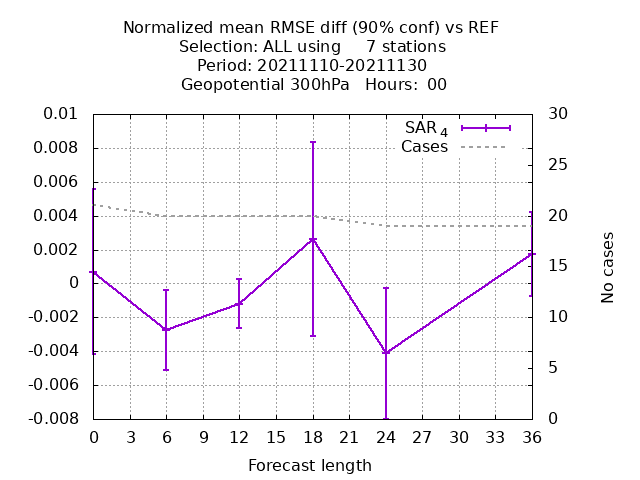 Normalized mean RMSE diff (90% conf) vs REF
Selection: ALL using     7 stations
Period: 20211110-20211130
Geopotential 300hPa   Hours:  00
0.01
0.008
0.006
0.004
0.002
0
-0.002
-0.004
-0.006
-0.008
SAR 4
Cases
30
25
20
15
10
5
0
No cases
0 3 6 9 12 15 18 21 24 27 30 33 36
Forecast length